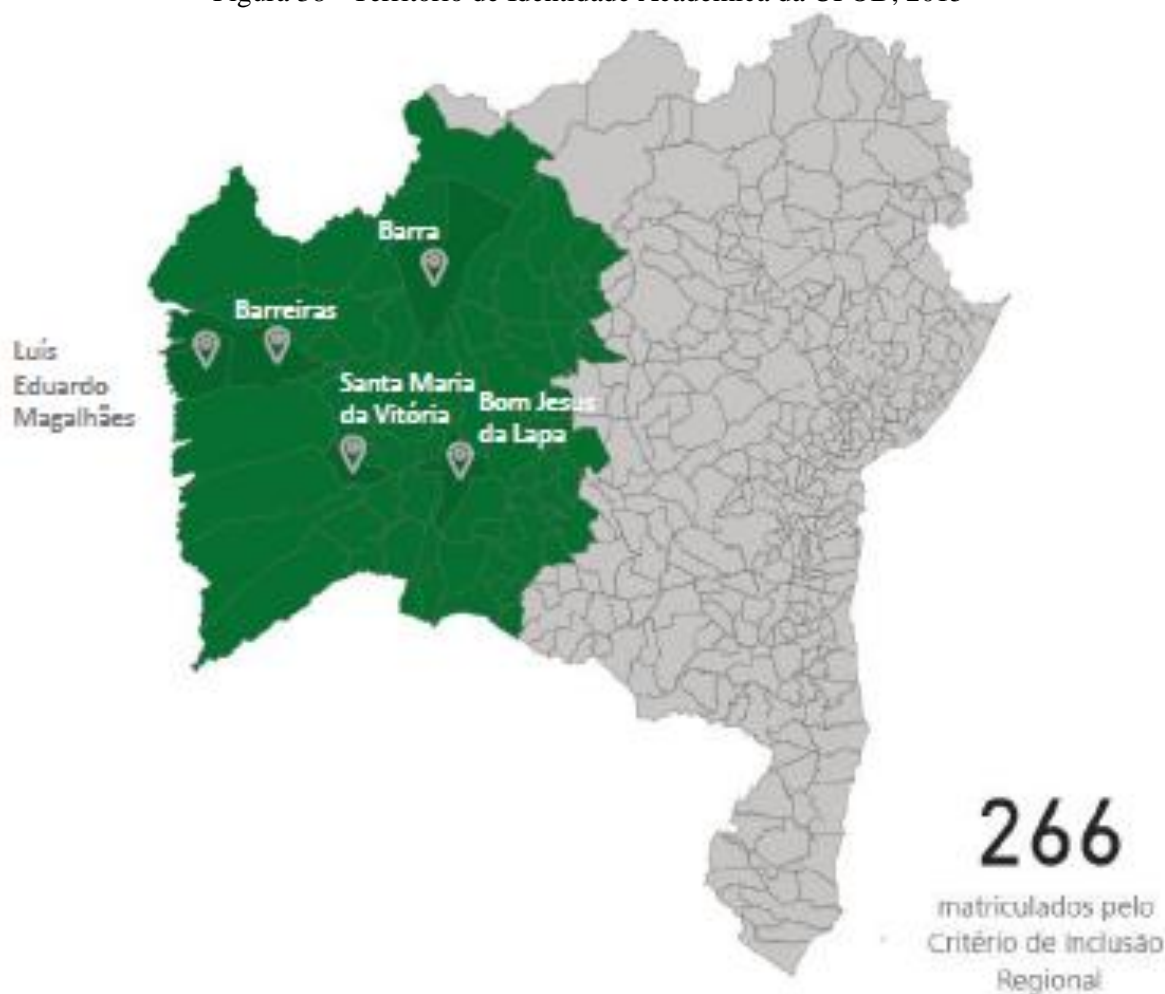 Barra
Barreiras
Luís
Eduardo
Magalhães
Santa Maria
da Vitória
Bom Jesus
da Lapa
266
matriculados pelo
Critério de Inclusão
Regional